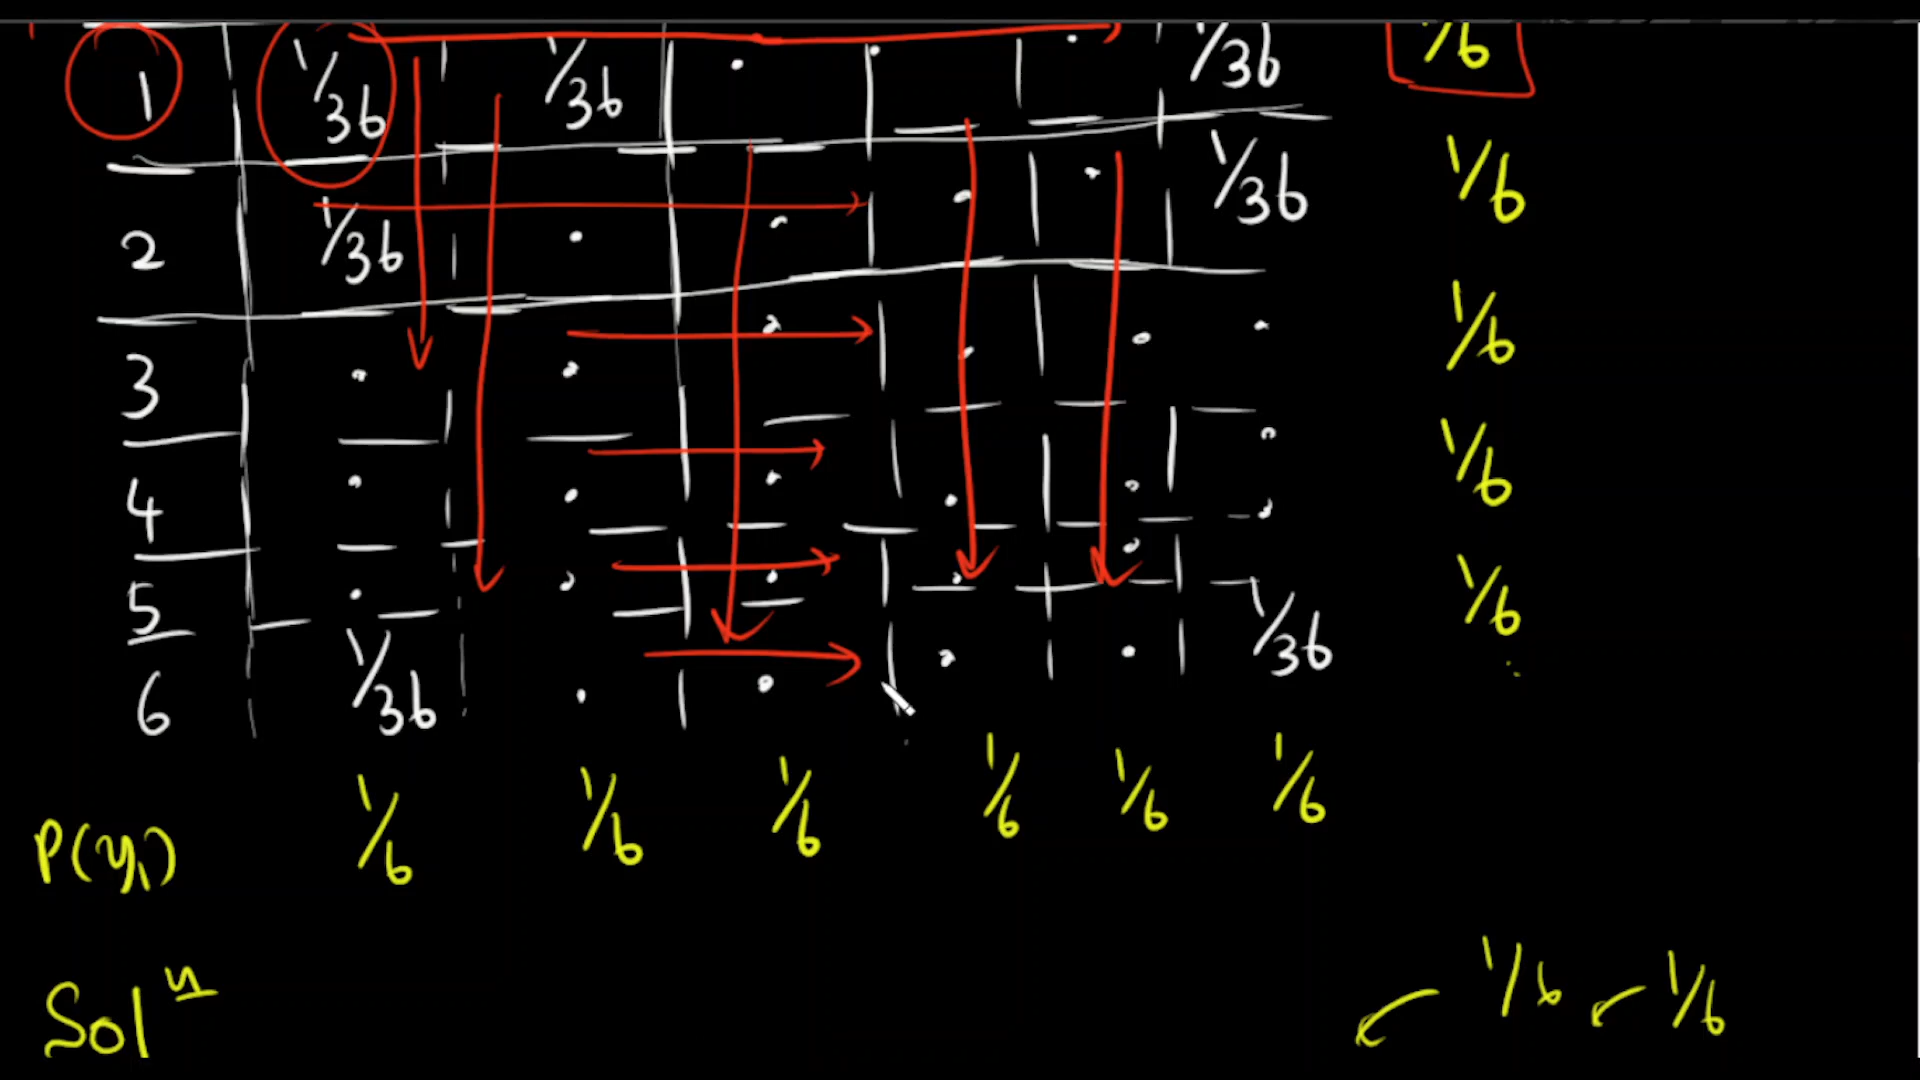 1 1/36 1/36 . . . 1/36 1/6
2 1/36 . . . . 1/36 1/6
3 . . . . . . 1/6
4 . . . . . . 1/6
5 . . . . . 1/6
6 1/36 . . . . 1/36
P(y₁) 1/6 1/6 1/6 1/6 1/6 1/6
Solⁿ 1/6 1/6